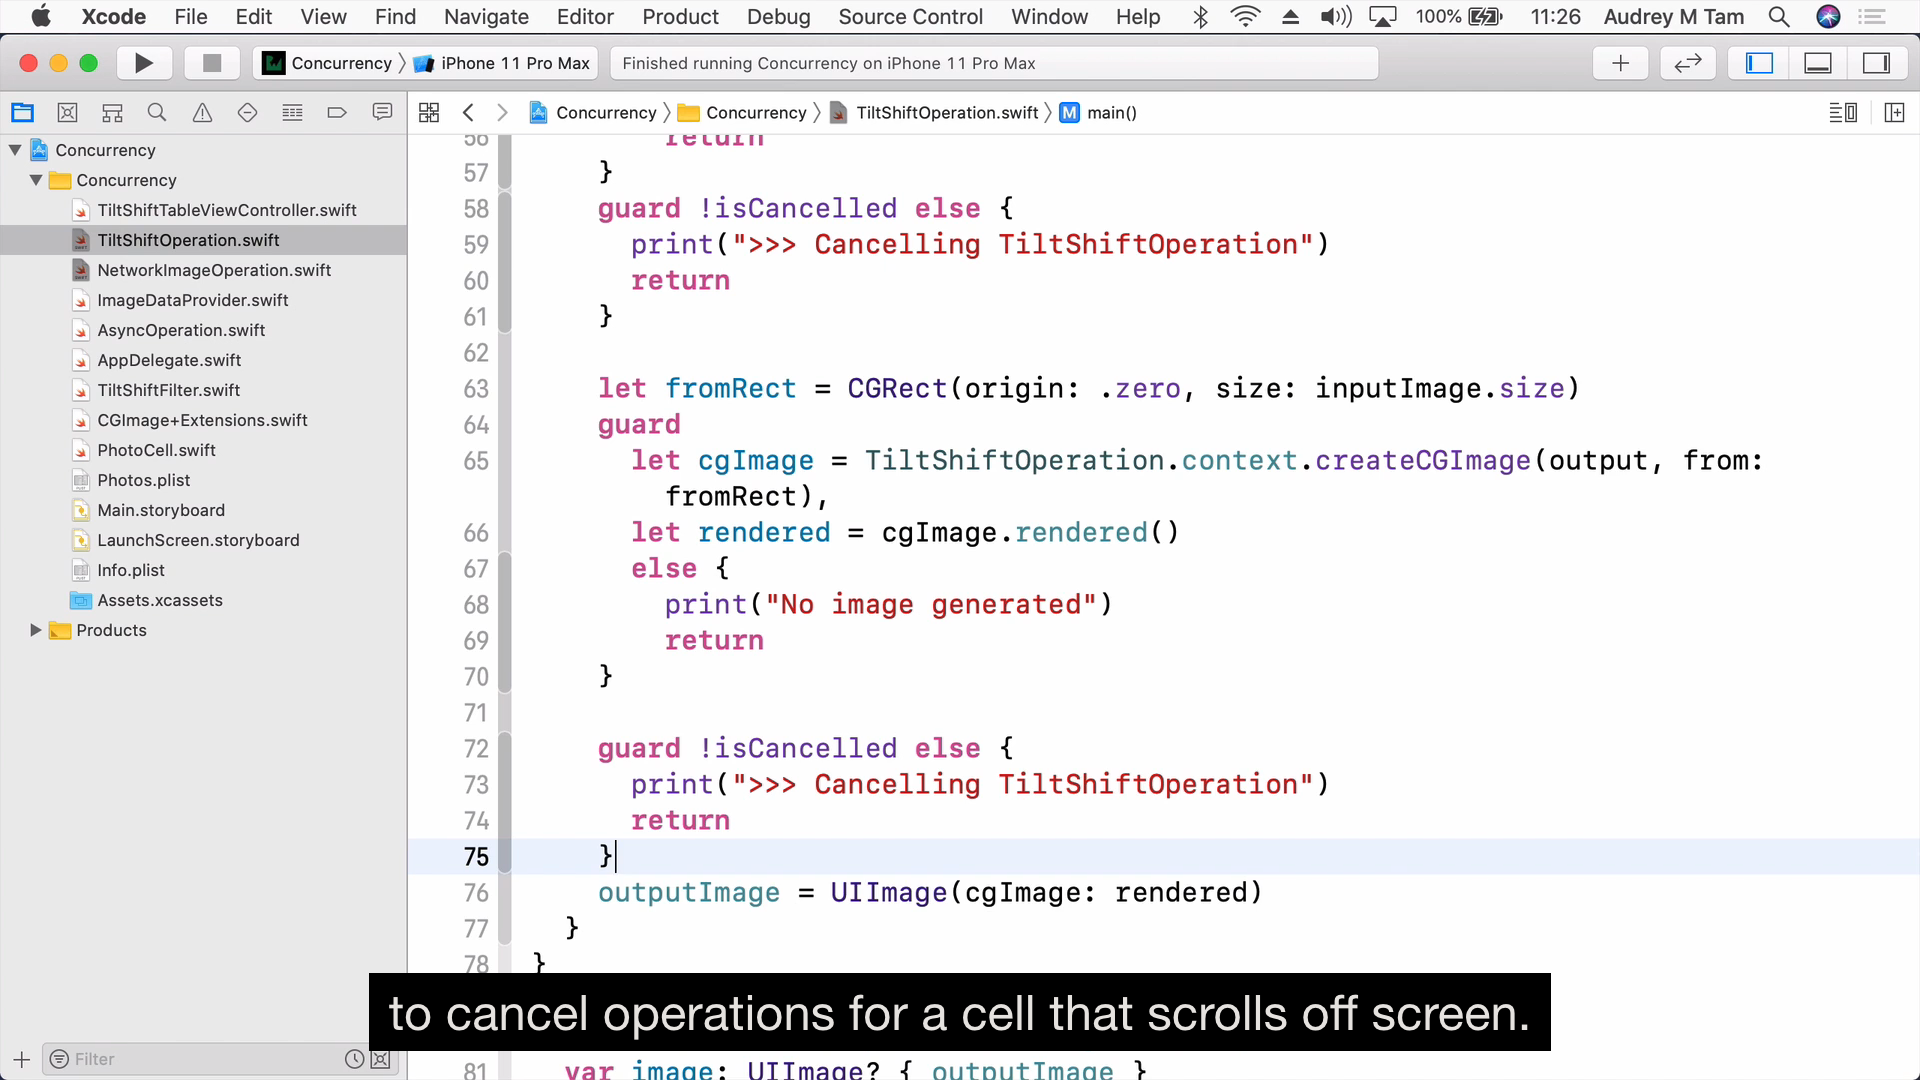 Xcode File Edit View Find Navigate Editor Product Debug Source Control Window Help 100% 11:26 Audrey M Tam
Concurrency iPhone 11 Pro Max Finished running Concurrency on iPhone 11 Pro Max
Concurrency Concurrency TiltShiftOperation.swift M main()
Concurrency
Concurrency
TiltShiftTableViewController.swift
TiltShiftOperation.swift
NetworkImageOperation.swift
ImageDataProvider.swift
AsyncOperation.swift
AppDelegate.swift
TiltShiftFilter.swift
CGImage+Extensions.swift
PhotoCell.swift
Photos.plist
Main.storyboard
LaunchScreen.storyboard
Info.plist
Assets.xcassets
Products
Filter
56 return
57 }
58 guard !isCancelled else {
59 print(">>> Cancelling TiltShiftOperation")
60 return
61 }
62
63 let fromRect = CGRect(origin: .zero, size: inputImage.size)
64 guard
65 let cgImage = TiltShiftOperation.context.createCGImage(output, from:
fromRect),
66 let rendered = cgImage.rendered()
67 else {
68 print("No image generated")
69 return
70 }
71
72 guard !isCancelled else {
73 print(">>> Cancelling TiltShiftOperation")
74 return
75 }
76 outputImage = UIImage(cgImage: rendered)
77 }
78 }
to cancel operations for a cell that scrolls off screen.
81 var image: UIImage? { outputImage }